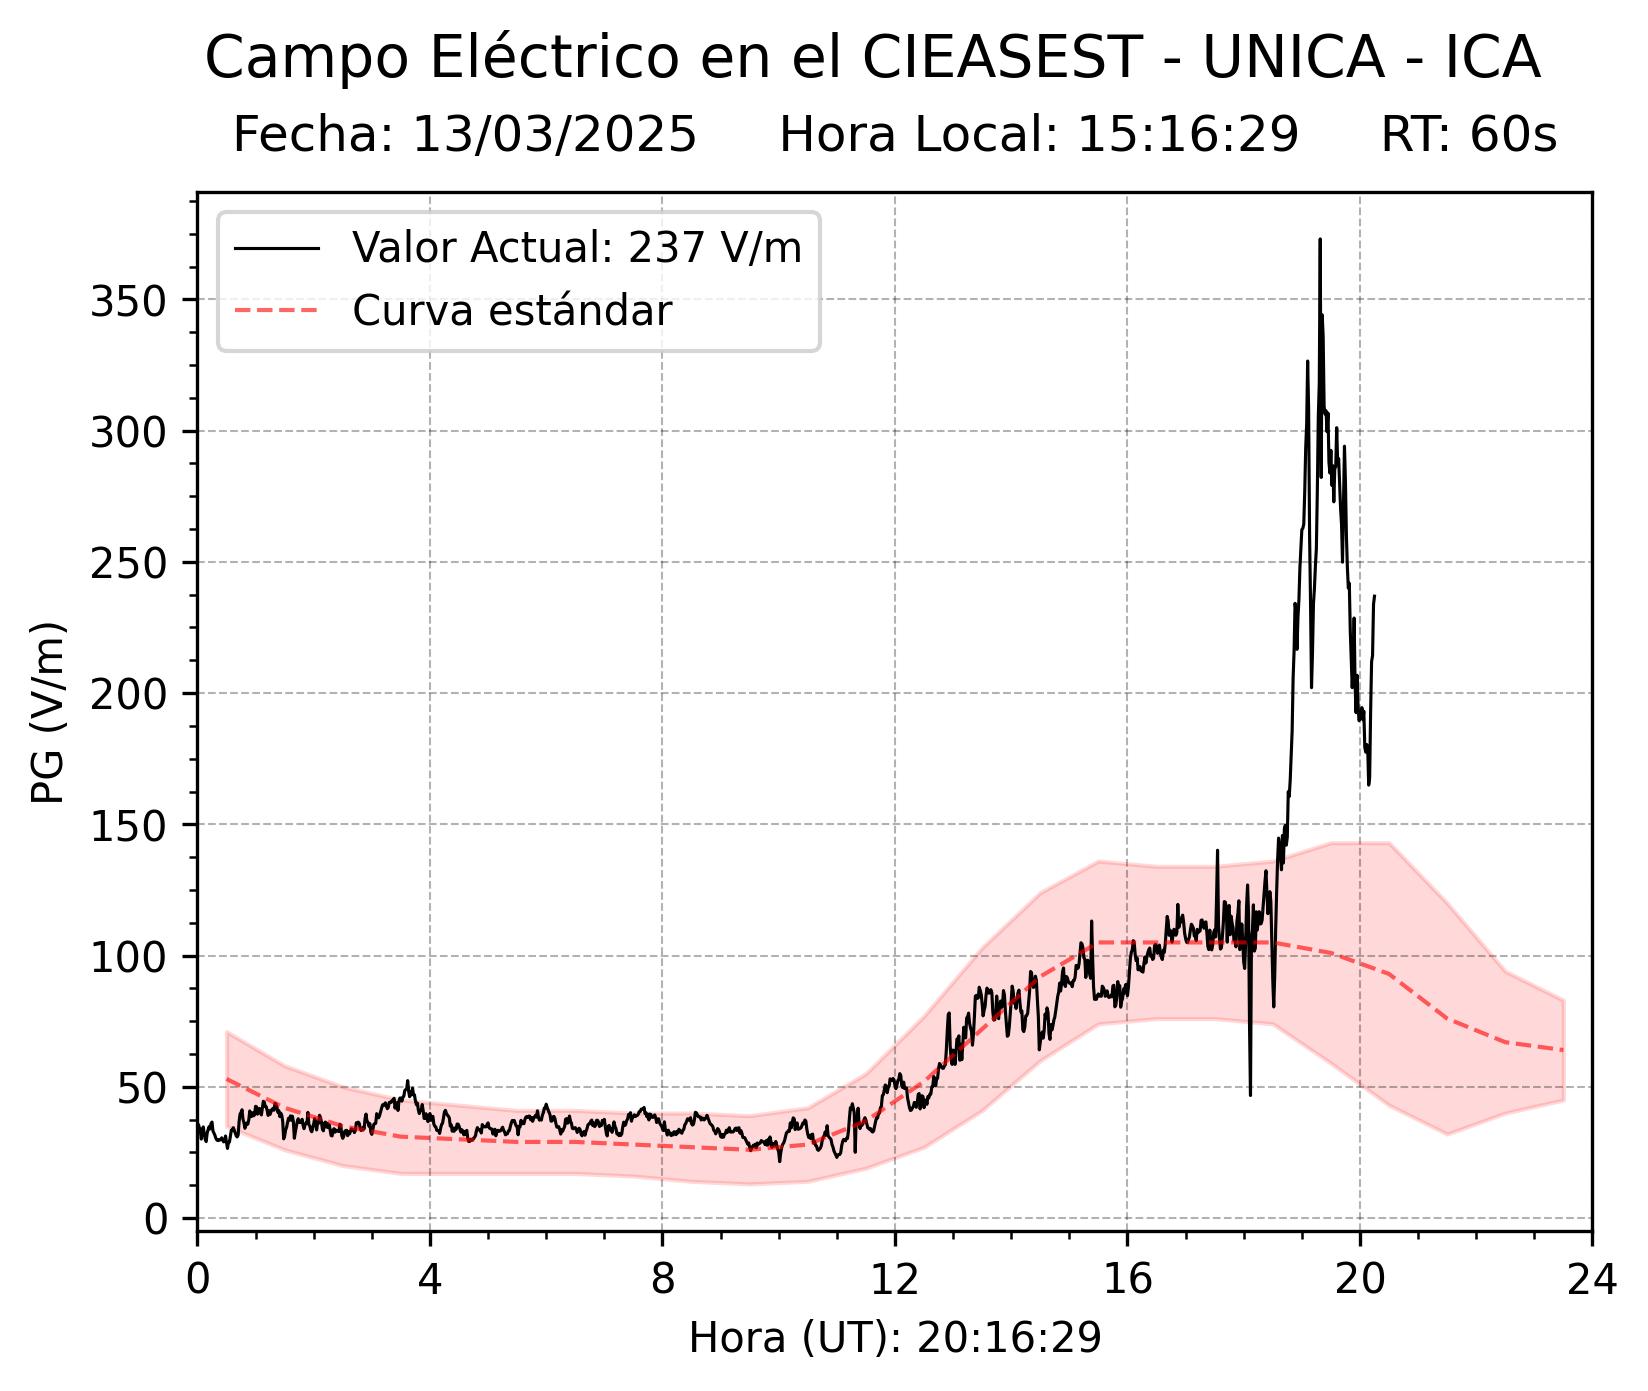 Campo Eléctrico en el CIEASEST - UNICA - ICA
Fecha: 13/03/2025 Hora Local: 15:16:29 RT: 60s
Valor Actual: 237 V/m
Curva estándar
350
300
250
200
150
100
50
0
PG (V/m)
0 4 8 12 16 20 24
Hora (UT): 20:16:29